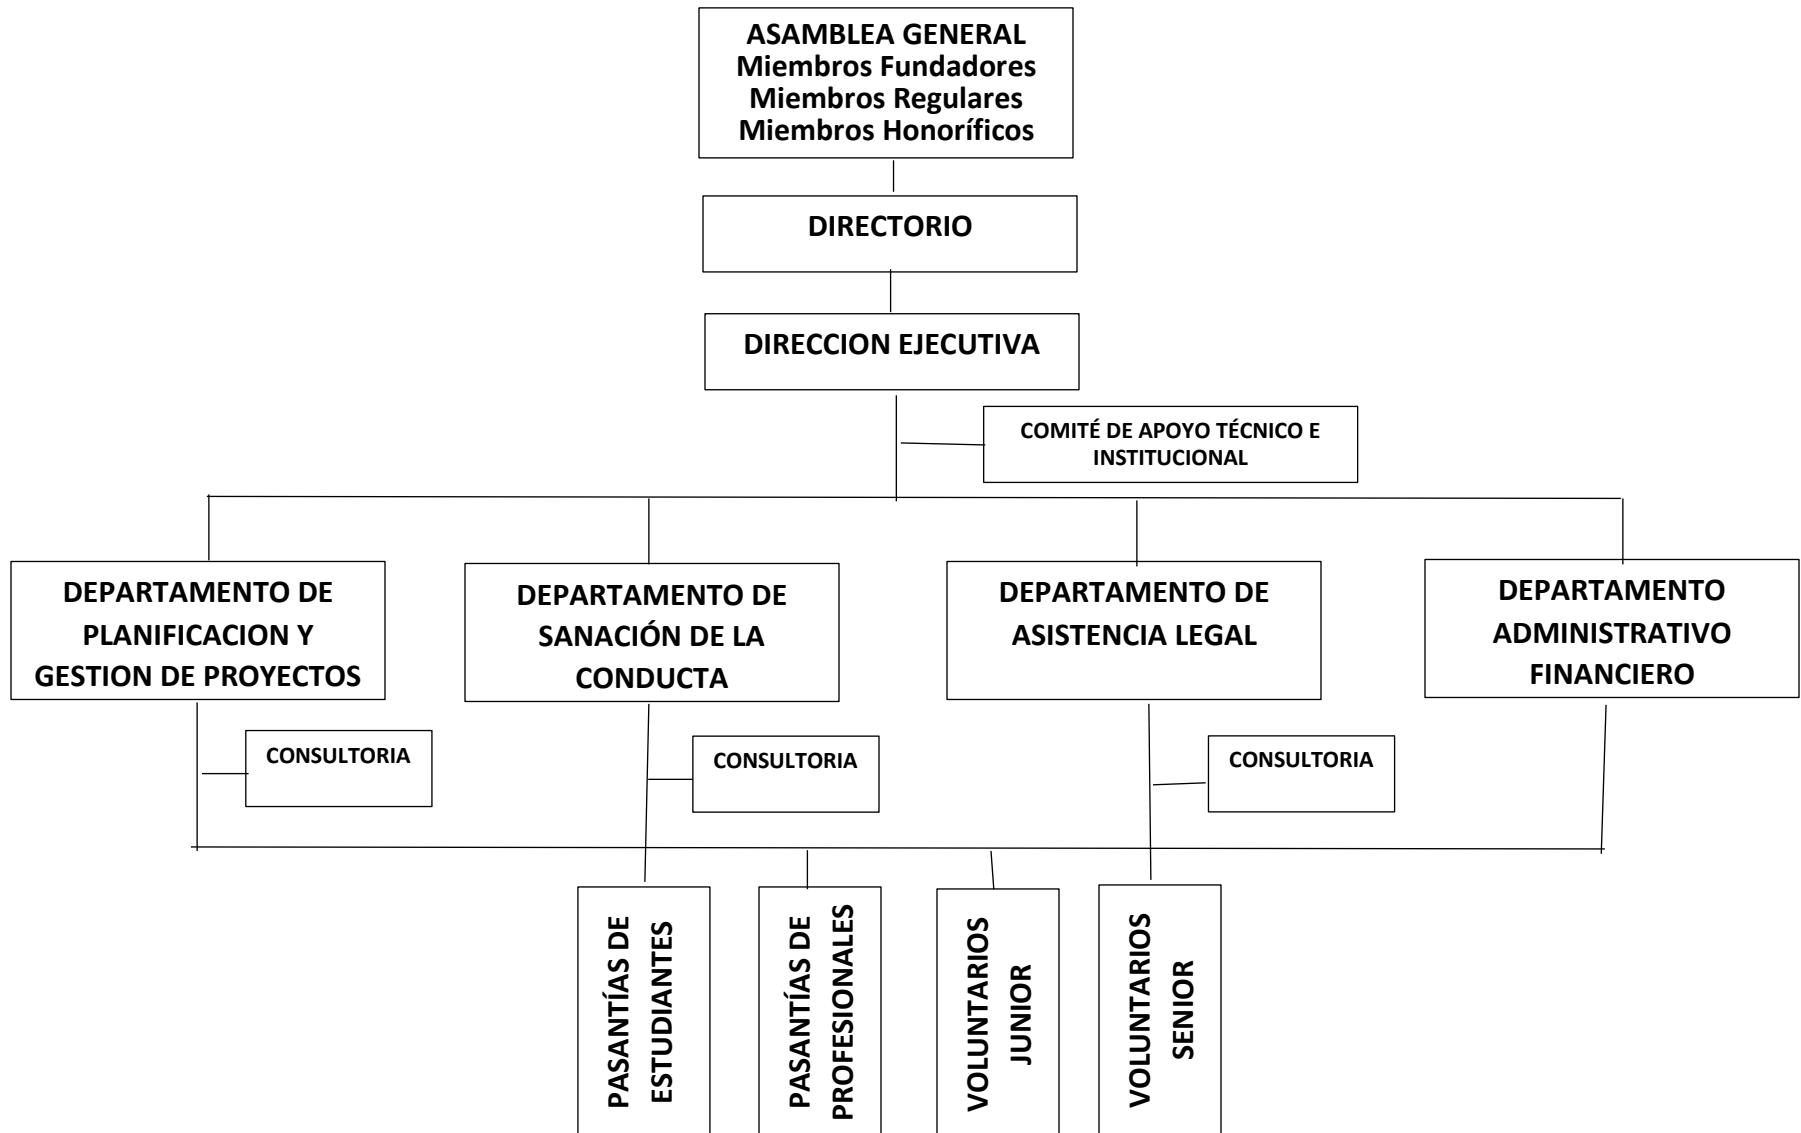 ASAMBLEA GENERAL
Miembros Fundadores
Miembros Regulares
Miembros Honoríficos
DIRECTORIO
DIRECCION EJECUTIVA
COMITÉ DE APOYO TÉCNICO E
INSTITUCIONAL
DEPARTAMENTO DE
PLANIFICACION Y
GESTION DE PROYECTOS
DEPARTAMENTO DE
SANACIÓN DE LA
CONDUCTA
DEPARTAMENTO DE
ASISTENCIA LEGAL
DEPARTAMENTO
ADMINISTRATIVO
FINANCIERO
CONSULTORIA
CONSULTORIA
CONSULTORIA
PASANTÍAS DE
ESTUDIANTES
PASANTÍAS DE
PROFESIONALES
VOLUNTARIOS
JUNIOR
VOLUNTARIOS
SENIOR